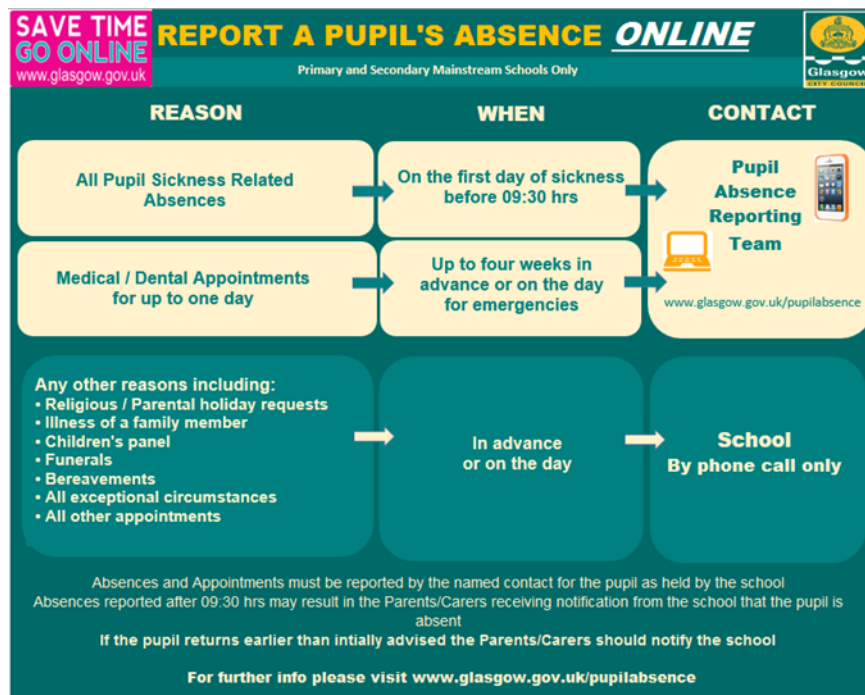 SAVE TIME
GO ONLINE
www.glasgow.gov.uk
REPORT A PUPIL'S ABSENCE ONLINE
Primary and Secondary Mainstream Schools Only
Glasgow
CITY COUNCIL
REASON
WHEN
CONTACT
All Pupil Sickness Related
Absences
On the first day of sickness
before 09:30 hrs
Pupil
Absence
Reporting
Team
www.glasgow.gov.uk/pupilabsence
Medical / Dental Appointments
for up to one day
Up to four weeks in
advance or on the day
for emergencies
Any other reasons including:
• Religious / Parental holiday requests
• Illness of a family member
• Children's panel
• Funerals
• Bereavements
• All exceptional circumstances
• All other appointments
In advance
or on the day
School
By phone call only
Absences and Appointments must be reported by the named contact for the pupil as held by the school
Absences reported after 09:30 hrs may result in the Parents/Carers receiving notification from the school that the pupil is
absent
If the pupil returns earlier than intially advised the Parents/Carers should notify the school
For further info please visit www.glasgow.gov.uk/pupilabsence